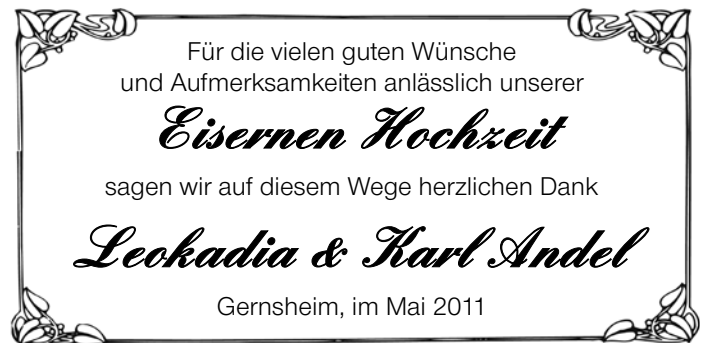 Für die vielen guten Wünsche
und Aufmerksamkeiten anlässlich unserer
Eisernen Hochzeit
sagen wir auf diesem Wege herzlichen Dank
Leokadia & Karl Andel
Gernsheim, im Mai 2011